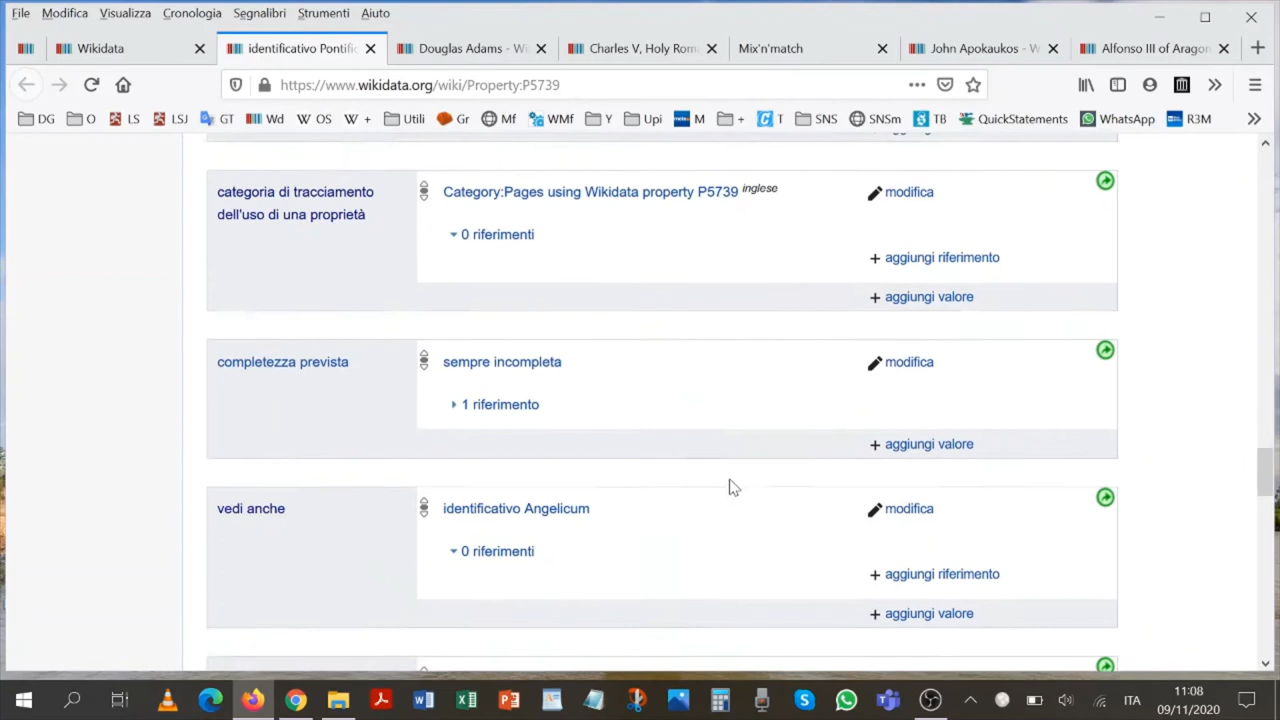 File Modifica Visualizza Cronologia Segnalibri Strumenti Aiuto
Wikidata identificativo Pontific Douglas Adams - Wi Charles V, Holy Rom Mix'n'match John Apokaukos - W Alfonso III of Aragon
https://www.wikidata.org/wiki/Property:P5739
DG O LS LSJ GT Wd OS + Utili Gr Mf WMf Y Upi M + T SNS SNSm TB QuickStatements WhatsApp R3M
categoria di tracciamento
dell'uso di una proprietà
Category:Pages using Wikidata property P5739 inglese
modifica
0 riferimenti
+ aggiungi riferimento
+ aggiungi valore
completezza prevista
sempre incompleta
modifica
1 riferimento
+ aggiungi valore
vedi anche
identificativo Angelicum
modifica
0 riferimenti
+ aggiungi riferimento
+ aggiungi valore
ITA
11:08
09/11/2020